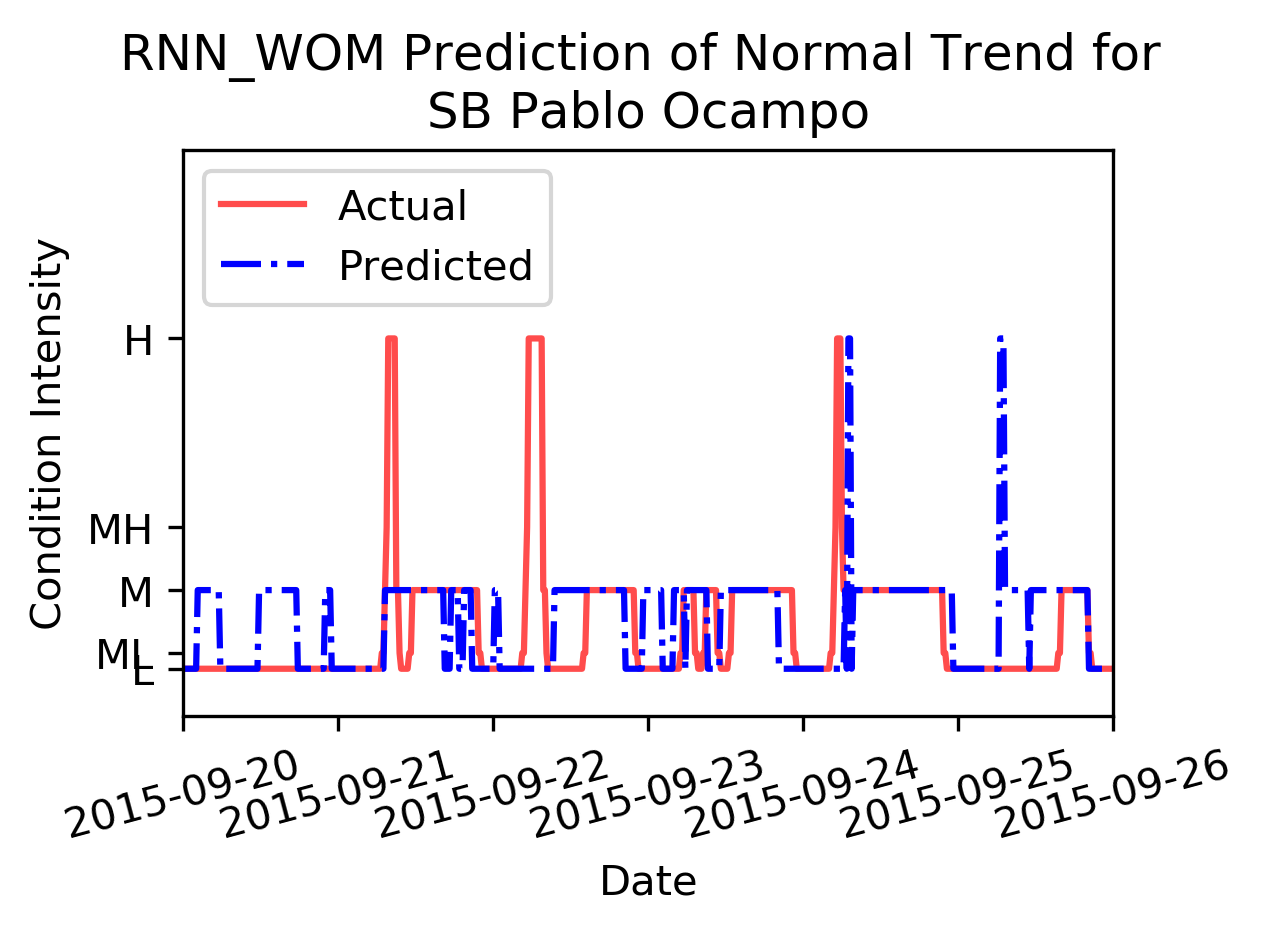 RNN_WOM Prediction of Normal Trend for
SB Pablo Ocampo
Actual
Predicted
Condition Intensity
H
MH
M
ML
L
2015-09-20
2015-09-21
2015-09-22
2015-09-23
2015-09-24
2015-09-25
2015-09-26
Date